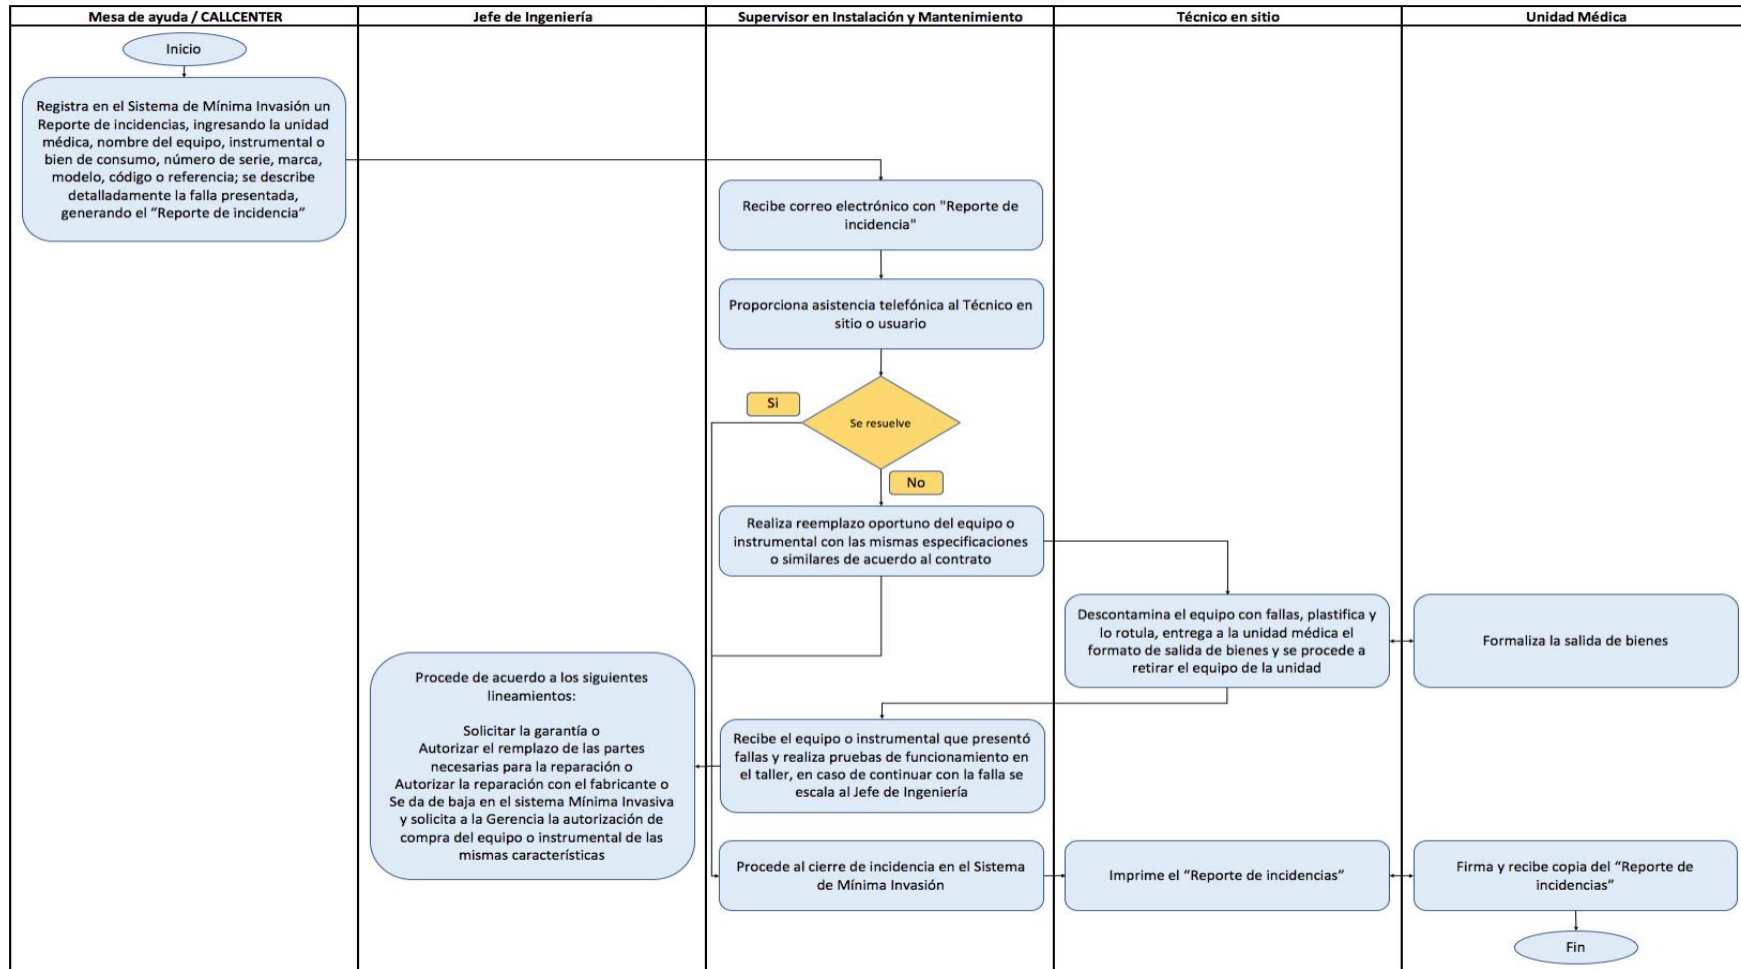 Mesa de ayuda / CALLCENTER
Jefe de Ingeniería
Supervisor en Instalación y Mantenimiento
Técnico en sitio
Unidad Médica
Inicio
Registra en el Sistema de Mínima Invasión un
Reporte de incidencias, ingresando la unidad
médica, nombre del equipo, instrumental o
bien de consumo, número de serie, marca,
modelo, código o referencia; se describe
detalladamente la falla presentada,
generando el “Reporte de incidencia”
Recibe correo electrónico con "Reporte de
incidencia"
Proporciona asistencia telefónica al Técnico en
sitio o usuario
Si
Se resuelve
No
Realiza reemplazo oportuno del equipo o
instrumental con las mismas especificaciones
o similares de acuerdo al contrato
Descontamina el equipo con fallas, plastifica y
lo rotula, entrega a la unidad médica el
formato de salida de bienes y se procede a
retirar el equipo de la unidad
Formaliza la salida de bienes
Recibe el equipo o instrumental que presentó
fallas y realiza pruebas de funcionamiento en
el taller, en caso de continuar con la falla se
escala al Jefe de Ingeniería
Procede de acuerdo a los siguientes
lineamientos:
Solicitar la garantía o
Autorizar el remplazo de las partes
necesarias para la reparación o
Autorizar la reparación con el fabricante o
Se da de baja en el sistema Mínima Invasiva
y solicita a la Gerencia la autorización de
compra del equipo o instrumental de las
mismas características
Procede al cierre de incidencia en el Sistema
de Mínima Invasión
Imprime el “Reporte de incidencias”
Firma y recibe copia del “Reporte de
incidencias”
Fin